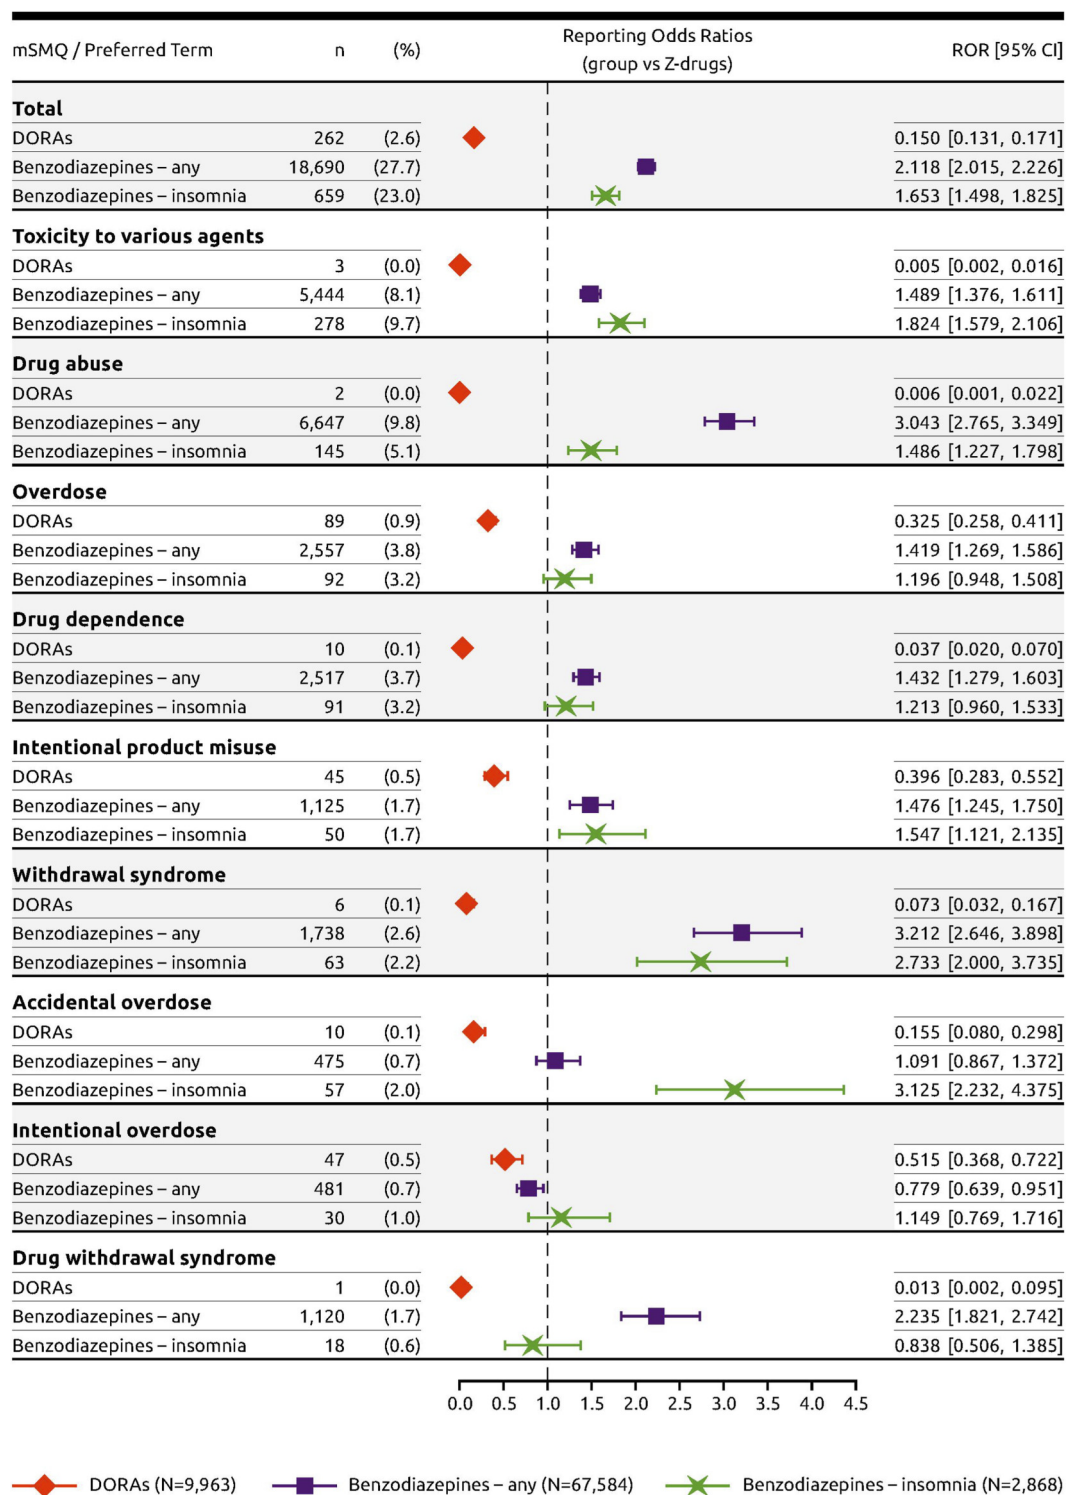 mSMQ / Preferred Term n (%) Reporting Odds Ratios (group vs Z-drugs) ROR [95% CI]
Total
DORAs 262 (2.6) 0.150 [0.131, 0.171]
Benzodiazepines – any 18,690 (27.7) 2.118 [2.015, 2.226]
Benzodiazepines – insomnia 659 (23.0) 1.653 [1.498, 1.825]
Toxicity to various agents
DORAs 3 (0.0) 0.005 [0.002, 0.016]
Benzodiazepines – any 5,444 (8.1) 1.489 [1.376, 1.611]
Benzodiazepines – insomnia 278 (9.7) 1.824 [1.579, 2.106]
Drug abuse
DORAs 2 (0.0) 0.006 [0.001, 0.022]
Benzodiazepines – any 6,647 (9.8) 3.043 [2.765, 3.349]
Benzodiazepines – insomnia 145 (5.1) 1.486 [1.227, 1.798]
Overdose
DORAs 89 (0.9) 0.325 [0.258, 0.411]
Benzodiazepines – any 2,557 (3.8) 1.419 [1.269, 1.586]
Benzodiazepines – insomnia 92 (3.2) 1.196 [0.948, 1.508]
Drug dependence
DORAs 10 (0.1) 0.037 [0.020, 0.070]
Benzodiazepines – any 2,517 (3.7) 1.432 [1.279, 1.603]
Benzodiazepines – insomnia 91 (3.2) 1.213 [0.960, 1.533]
Intentional product misuse
DORAs 45 (0.5) 0.396 [0.283, 0.552]
Benzodiazepines – any 1,125 (1.7) 1.476 [1.245, 1.750]
Benzodiazepines – insomnia 50 (1.7) 1.547 [1.121, 2.135]
Withdrawal syndrome
DORAs 6 (0.1) 0.073 [0.032, 0.167]
Benzodiazepines – any 1,738 (2.6) 3.212 [2.646, 3.898]
Benzodiazepines – insomnia 63 (2.2) 2.733 [2.000, 3.735]
Accidental overdose
DORAs 10 (0.1) 0.155 [0.080, 0.298]
Benzodiazepines – any 475 (0.7) 1.091 [0.867, 1.372]
Benzodiazepines – insomnia 57 (2.0) 3.125 [2.232, 4.375]
Intentional overdose
DORAs 47 (0.5) 0.515 [0.368, 0.722]
Benzodiazepines – any 481 (0.7) 0.779 [0.639, 0.951]
Benzodiazepines – insomnia 30 (1.0) 1.149 [0.769, 1.716]
Drug withdrawal syndrome
DORAs 1 (0.0) 0.013 [0.002, 0.095]
Benzodiazepines – any 1,120 (1.7) 2.235 [1.821, 2.742]
Benzodiazepines – insomnia 18 (0.6) 0.838 [0.506, 1.385]
0.0 0.5 1.0 1.5 2.0 2.5 3.0 3.5 4.0 4.5
DORAs (N=9,963) Benzodiazepines – any (N=67,584) Benzodiazepines – insomnia (N=2,868)